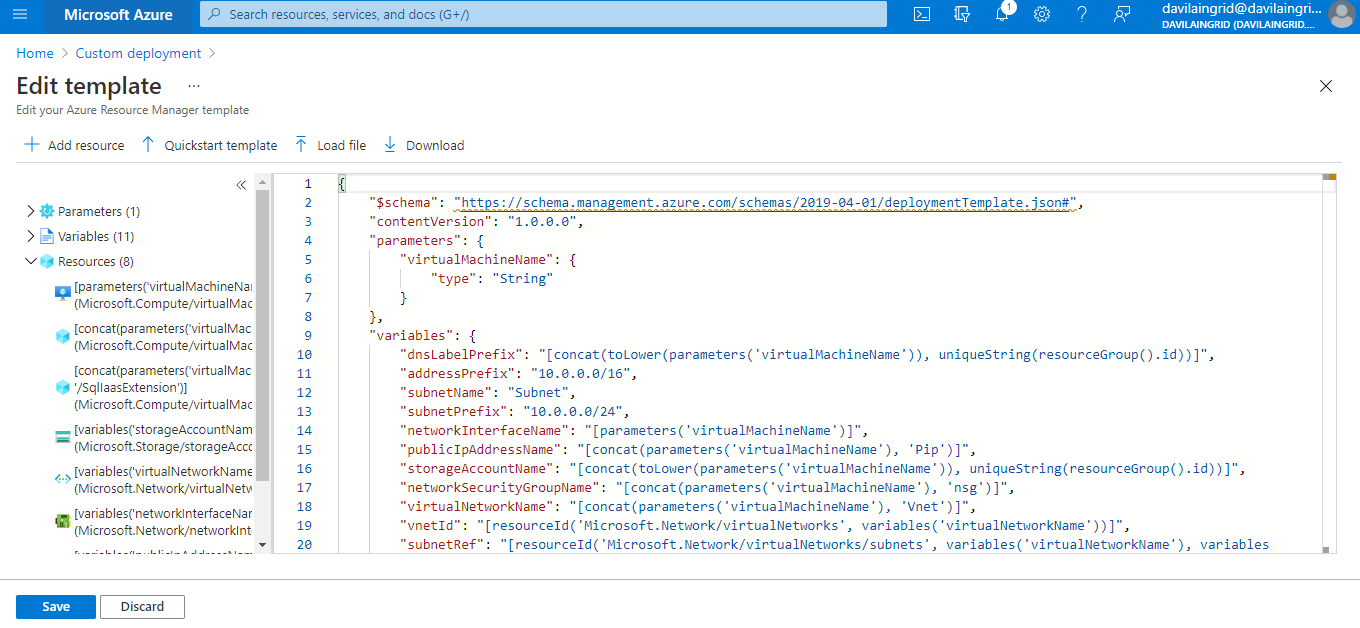 Microsoft Azure
Search resources, services, and docs (G+/)
1
davilaingrid@davilaingri...
DAVILAINGRID (DAVILAINGRID....
Home > Custom deployment >
Edit template ...
Edit your Azure Resource Manager template
Add resource
Quickstart template
Load file
Download
Parameters (1)
Variables (11)
Resources (8)
[parameters('virtualMachineNar
(Microsoft.Compute/virtualMac
[concat(parameters('virtualMac
(Microsoft.Compute/virtualMac
[concat(parameters('virtualMac
'/SqlIaasExtension')]
(Microsoft.Compute/virtualMac
[variables('storageAccountNam
(Microsoft.Storage/storageAcc
[variables('virtualNetworkName
(Microsoft.Network/virtualNetw
[variables('networkInterfaceNar
(Microsoft.Network/networkInt
[variables('publicIpAddressNam
1 {
2 "$schema": "https://schema.management.azure.com/schemas/2019-04-01/deploymentTemplate.json#",
3 "contentVersion": "1.0.0.0",
4 "parameters": {
5 "virtualMachineName": {
6 "type": "String"
7 }
8 },
9 "variables": {
10 "dnsLabelPrefix": "[concat(toLower(parameters('virtualMachineName')), uniqueString(resourceGroup().id))]",
11 "addressPrefix": "10.0.0.0/16",
12 "subnetName": "Subnet",
13 "subnetPrefix": "10.0.0.0/24",
14 "networkInterfaceName": "[parameters('virtualMachineName')]",
15 "publicIpAddressName": "[concat(parameters('virtualMachineName'), 'Pip')]",
16 "storageAccountName": "[concat(toLower(parameters('virtualMachineName')), uniqueString(resourceGroup().id))]",
17 "networkSecurityGroupName": "[concat(parameters('virtualMachineName'), 'nsg')]",
18 "virtualNetworkName": "[concat(parameters('virtualMachineName'), 'Vnet')]",
19 "vnetId": "[resourceId('Microsoft.Network/virtualNetworks', variables('virtualNetworkName'))]",
20 "subnetRef": "[resourceId('Microsoft.Network/virtualNetworks/subnets', variables('virtualNetworkName'), variables
Save
Discard